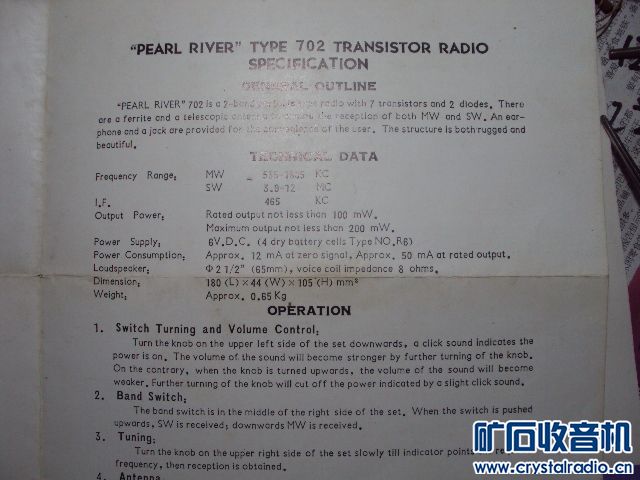 "PEARL RIVER" TYPE 702 TRANSISTOR RADIO
SPECIFICATION
GENERAL OUTLINE
"PEARL RIVER" 702 is a 2-band portable type radio with 7 transistors and 2 diodes. There
are a ferrite and a telescopic antenna to ensure the reception of both MW and SW. An ear-
phone and a jack are provided for the convenience of the user. The structure is both rugged and
beautiful.
TECHNICAL DATA
Frequency Range: MW 535-1605 KC
SW 3.9-12 MC
I.F. 465 KC
Output Power: Rated output not less than 100 mW.
Maximum output not less than 200 mW.
Power Supply: 6V.D.C. (4 dry battery cells Type NO.R6)
Power Consumption: Approx. 12 mA at zero signal, Approx. 50 mA at rated output.
Loudspeaker: Φ2 1/2" (65mm), voice coil impedance 8 ohms.
Dimension: 180 (L)×44 (W)×105 (H) mm³
Weight: Approx. 0.65 Kg
OPERATION
1. Switch Turning and Volume Control:
Turn the knob on the upper left side of the set downwards, a click sound indicates the
power is on. The volume of the sound will become stronger by further turning of the knob.
On the contrary, when the knob is turned upwards, the volume of the sound will become
weaker. Further turning of the knob will cut off the power indicated by a slight click sound.
2. Band Switch:
The band switch is in the middle of the right side of the set. When the switch is pushed
upwards, SW is received; downwards MW is received.
3. Tuning:
Turn the knob on the upper right side of the set slowly till indicator points
frequency, then reception is obtained.
4. Antenna
矿石收音机
www.crystalradio.cn